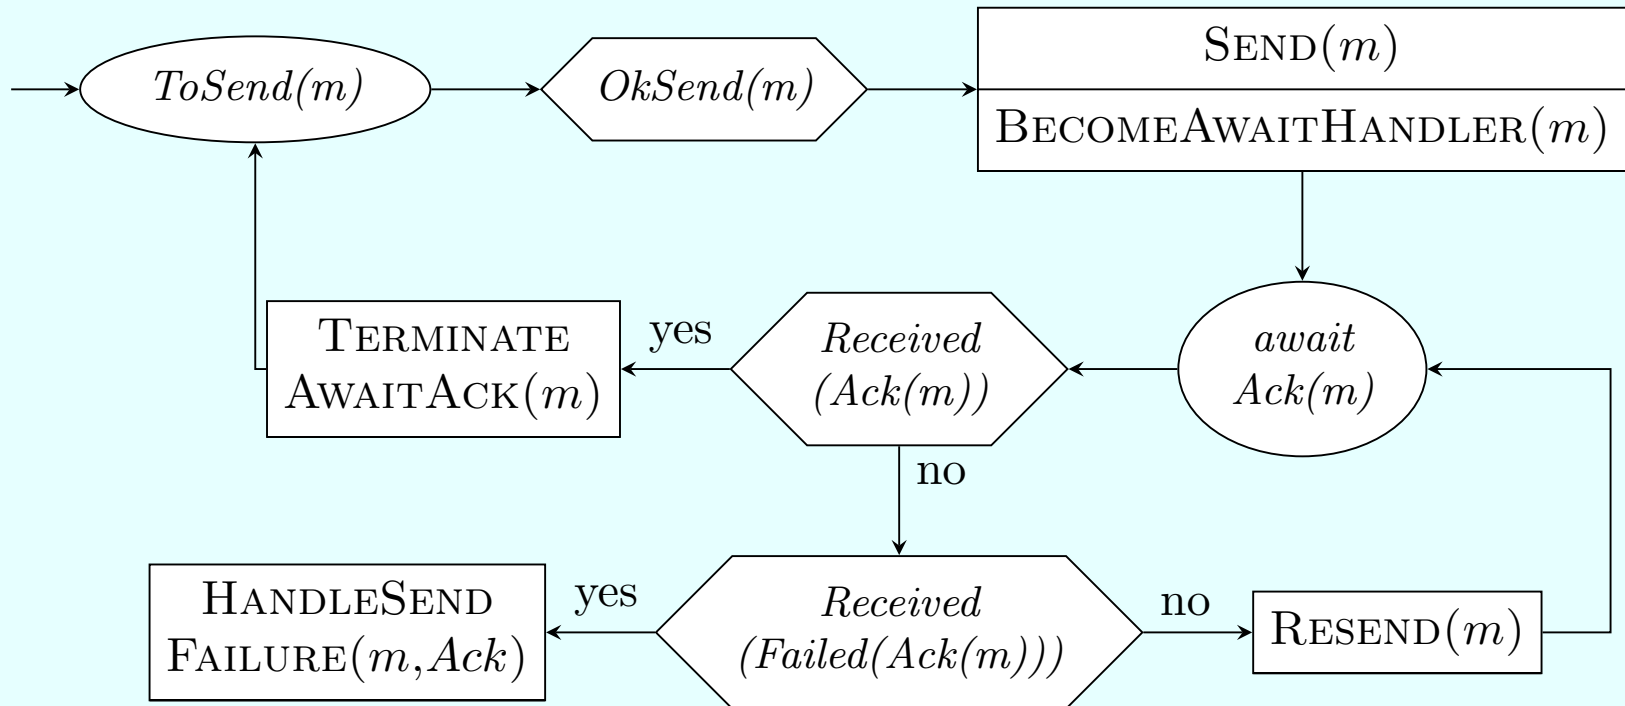 ToSend(m)
OkSend(m)
SEND(m)
BECOMEAWAITHANDLER(m)
TERMINATE
AWAITACK(m)
yes
Received
(Ack(m))
await
Ack(m)
no
HANDLESEND
FAILURE(m,Ack)
yes
Received
(Failed(Ack(m)))
no
RESEND(m)